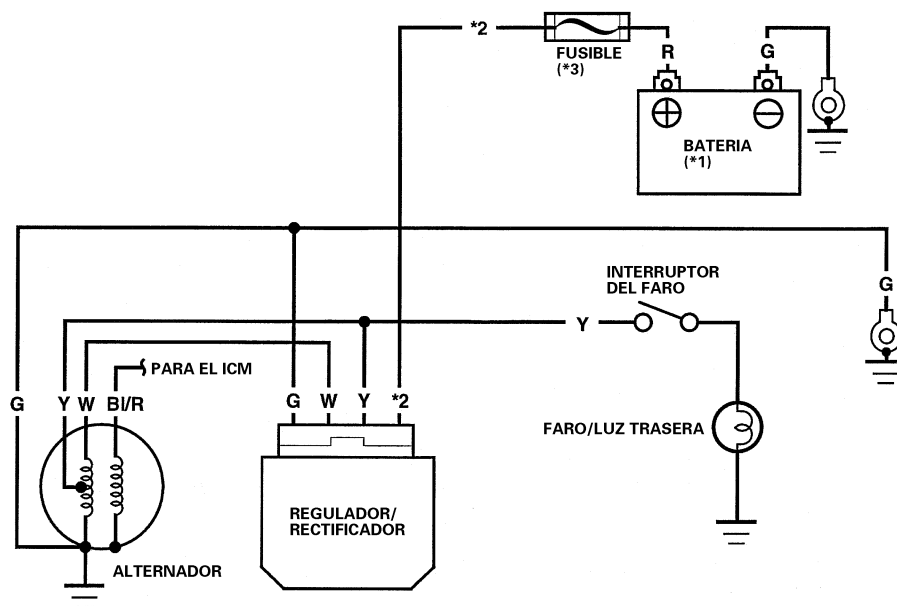 *2
FUSIBLE
(*3)
R
G
BATERIA
(*1)
INTERRUPTOR
DEL FARO
G
Y
PARA EL ICM
G
Y
W
Bl/R
G
W
Y
*2
FARO/LUZ TRASERA
REGULADOR/
RECTIFICADOR
ALTERNADOR